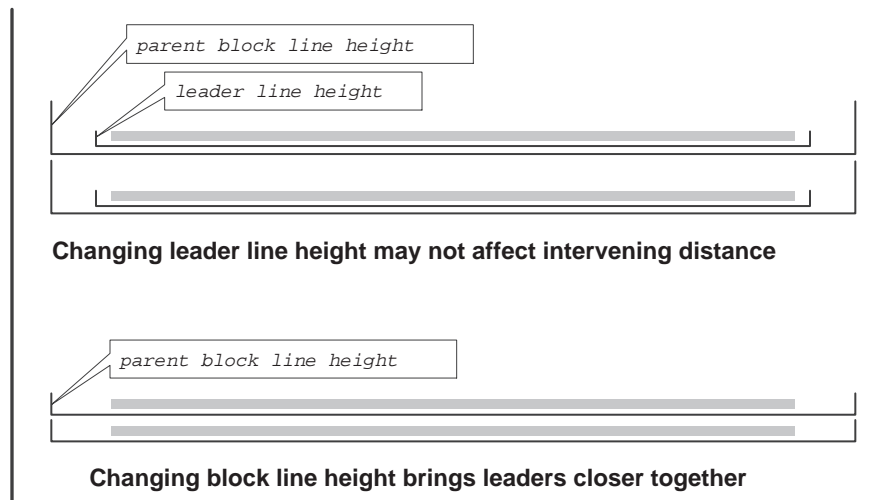 parent block line height
leader line height
Changing leader line height may not affect intervening distance
parent block line height
Changing block line height brings leaders closer together